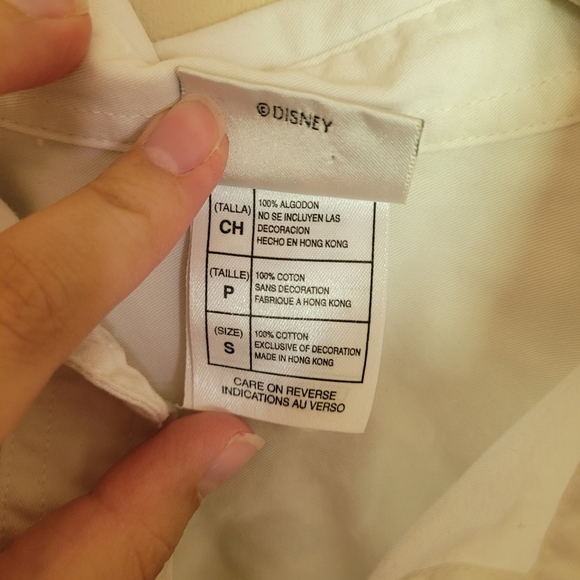 ©DISNEY
(TALLA)
CH
100% ALGODON
NO SE INCLUYEN LAS
DECORACION
HECHO EN HONG KONG
(TAILLE)
P
100% COTON
SANS DECORATION
FABRIQUE A HONG KONG
(SIZE)
S
100% COTTON
EXCLUSIVE OF DECORATION
MADE IN HONG KONG
CARE ON REVERSE
INDICATIONS AU VERSO